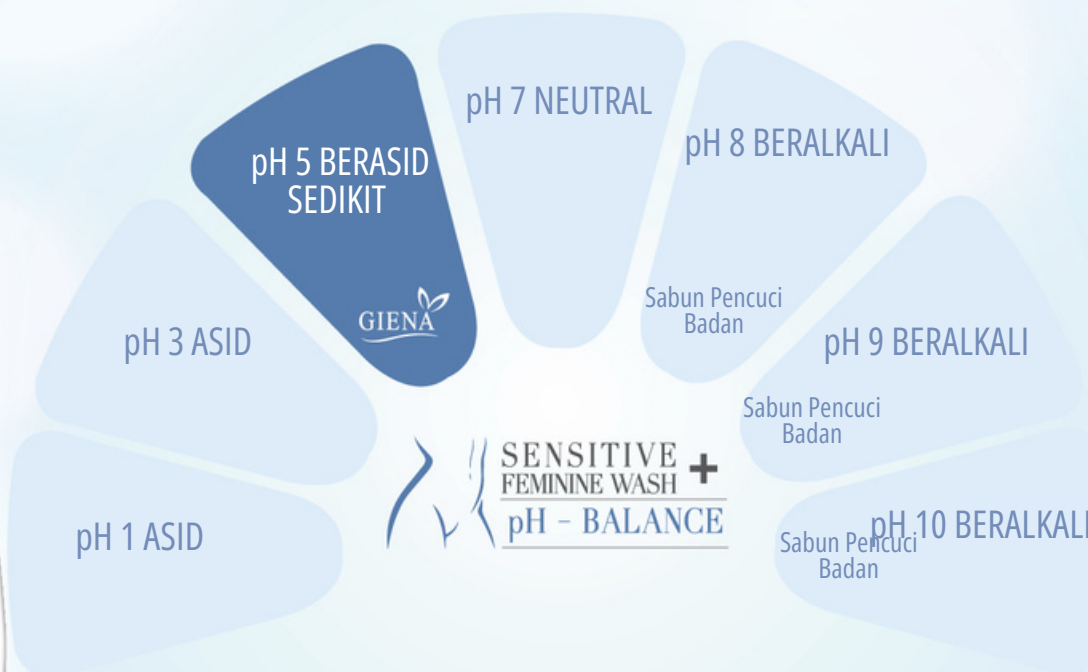 pH 1 ASID
pH 3 ASID
pH 5 BERASID
SEDIKIT
GIENA
pH 7 NEUTRAL
pH 8 BERALKALI
Sabun Pencuci
Badan
pH 9 BERALKALI
Sabun Pencuci
Badan
pH 10 BERALKALI
Sabun Pencuci
Badan
SENSITIVE +
FEMININE WASH
pH - BALANCE